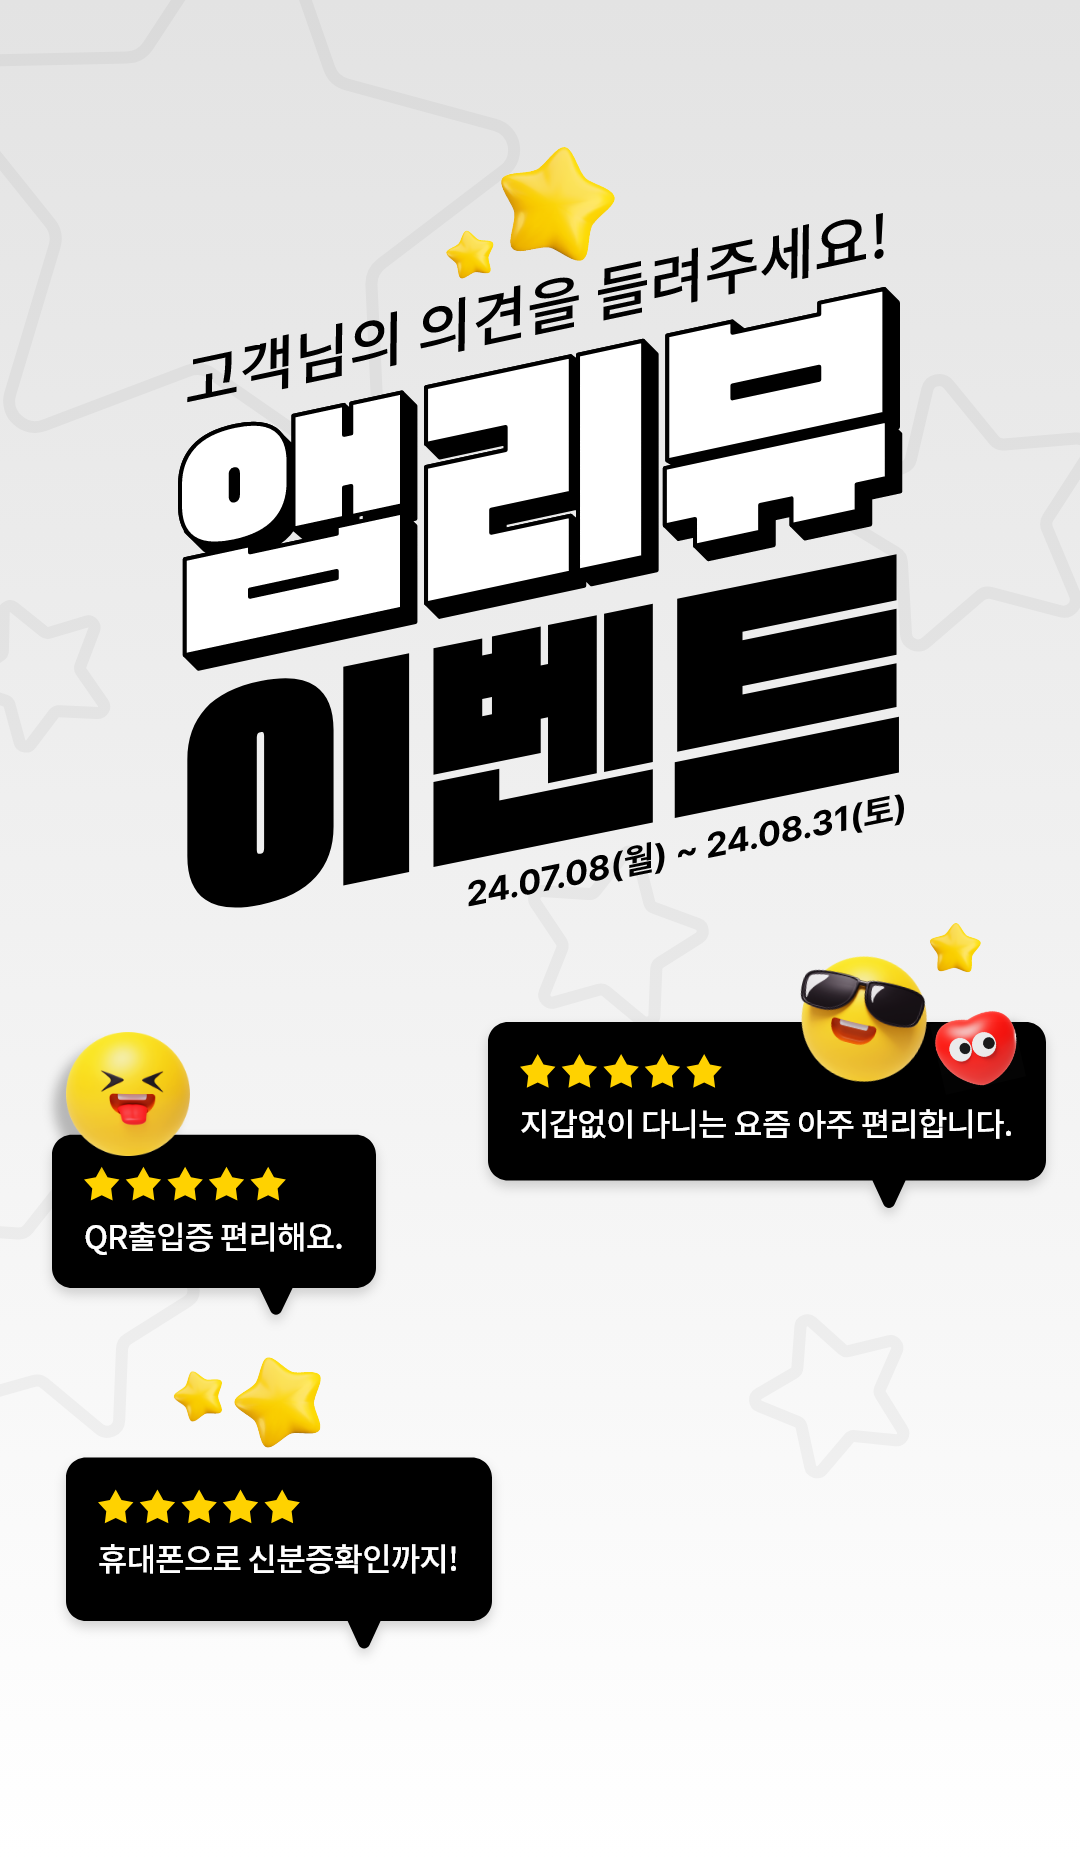 고객님의 의견을 들려주세요!
앱리뷰
이벤트
24.07.08(월) ~ 24.08.31(토)
지갑없이 다니는 요즘 아주 편리합니다.
QR출입증 편리해요.
휴대폰으로 신분증확인까지!